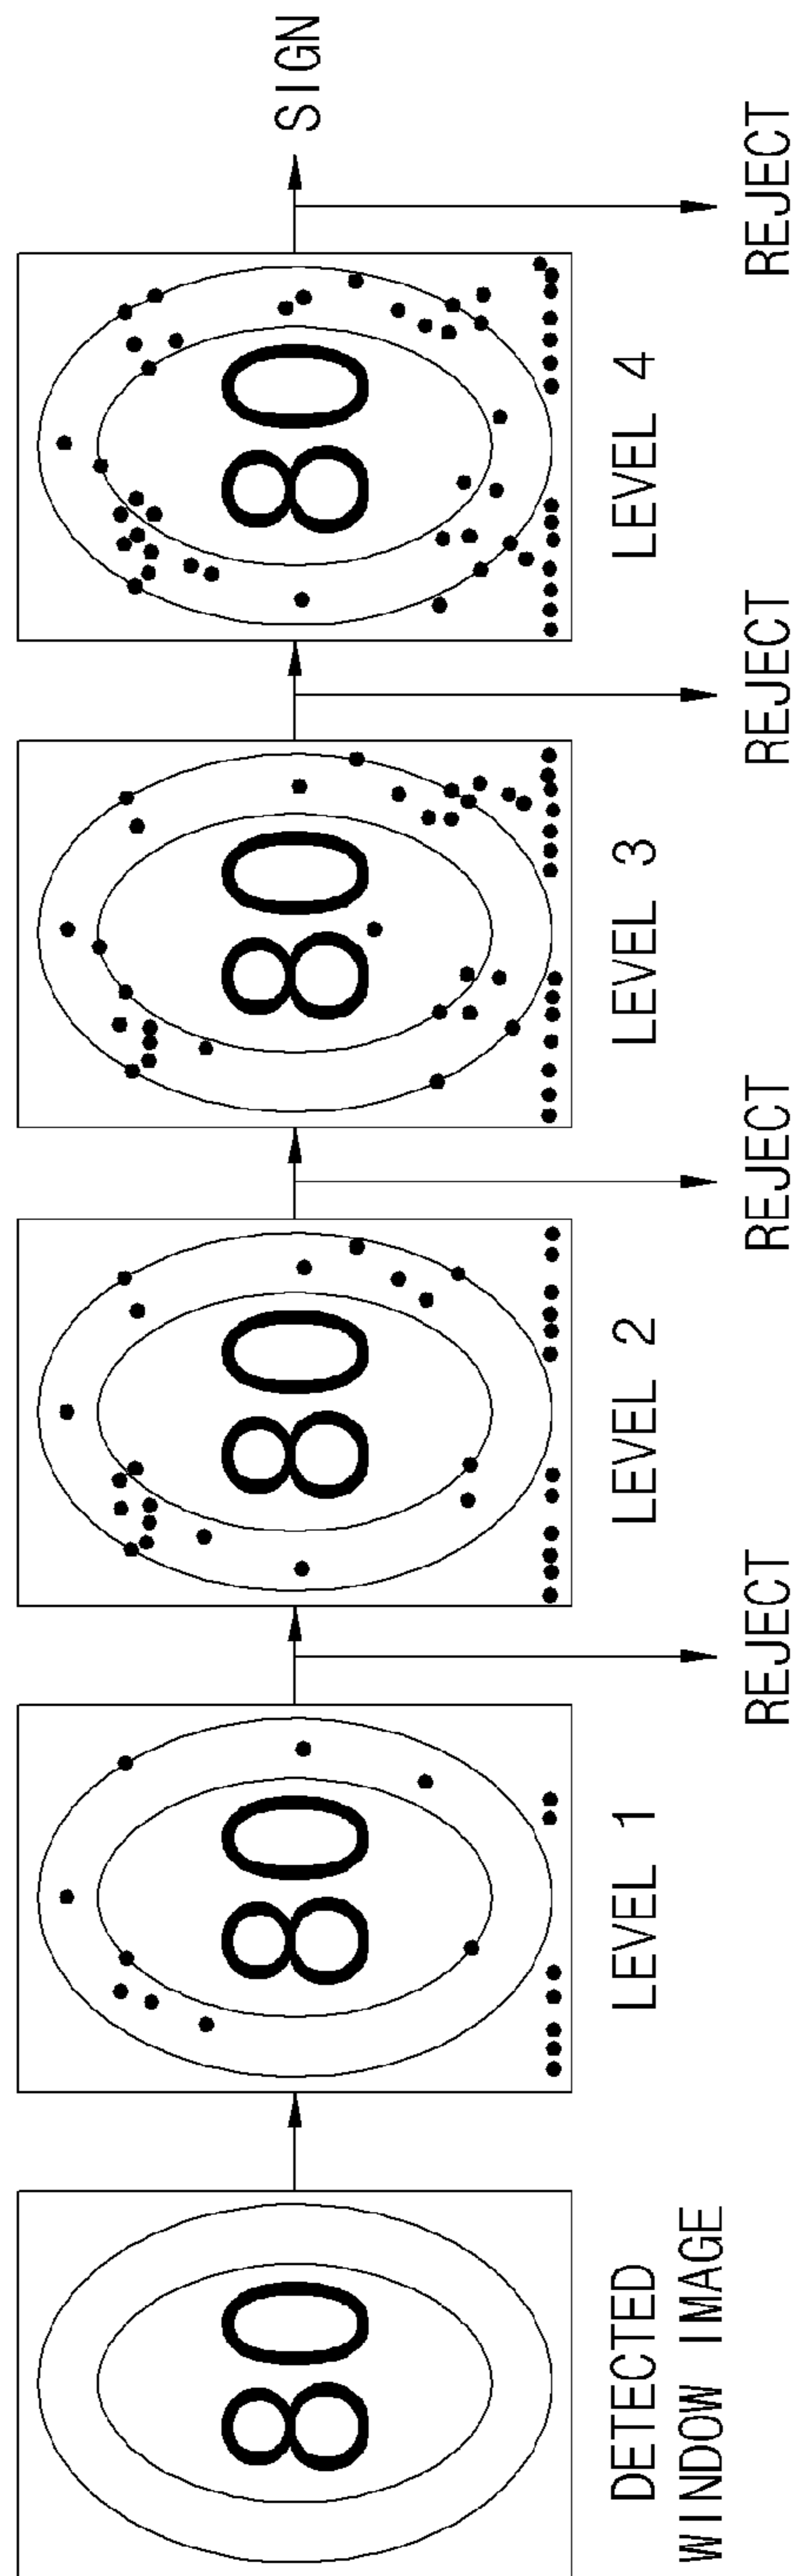 80
80
80
80
80
SIGN
DETECTED
WINDOW IMAGE
LEVEL 1
LEVEL 2
LEVEL 3
LEVEL 4
REJECT
REJECT
REJECT
REJECT